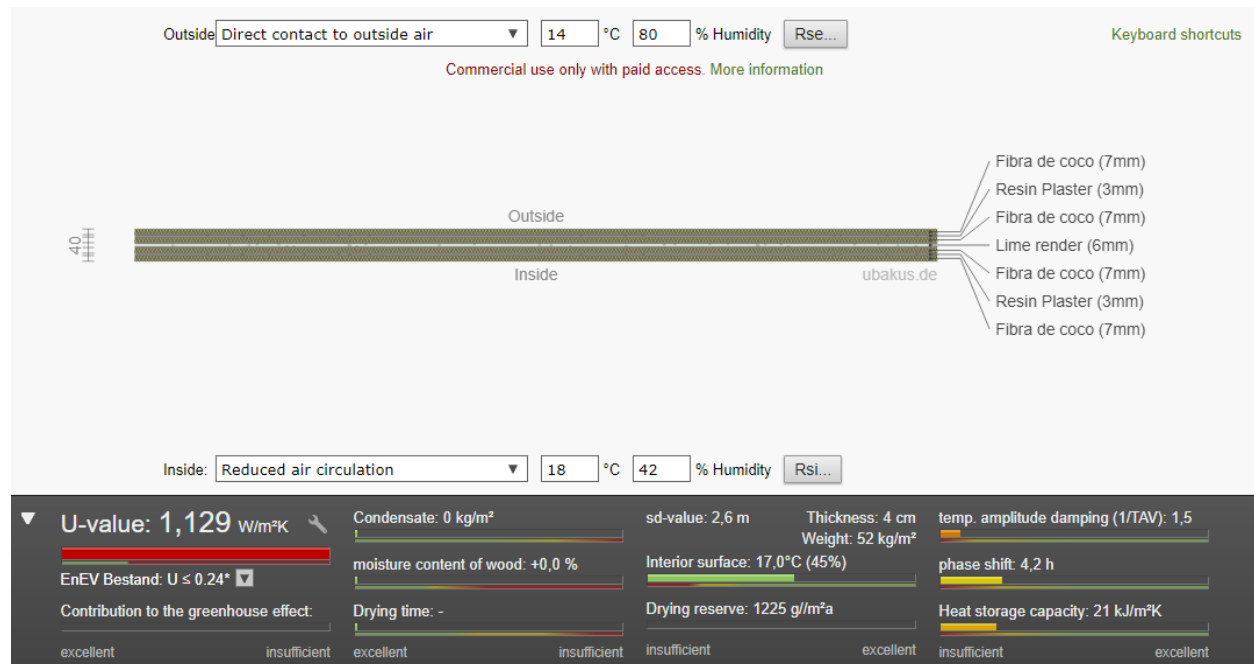 Outside Direct contact to outside air ▼ 14 °C 80 % Humidity Rse... Keyboard shortcuts
Commercial use only with paid access. More information
Fibra de coco (7mm)
Resin Plaster (3mm)
Outside
Fibra de coco (7mm)
40
Lime render (6mm)
Inside
ubakus.de
Fibra de coco (7mm)
Resin Plaster (3mm)
Fibra de coco (7mm)
Inside: Reduced air circulation ▼ 18 °C 42 % Humidity Rsi...
▼ U-value: 1,129 W/m²K
EnEV Bestand: U ≤ 0.24* ▼
Contribution to the greenhouse effect:
excellent insufficient
Condensate: 0 kg/m²
moisture content of wood: +0,0 %
Drying time: -
excellent insufficient
sd-value: 2,6 m Thickness: 4 cm
Weight: 52 kg/m²
Interior surface: 17,0°C (45%)
Drying reserve: 1225 g//m²a
insufficient excellent
temp. amplitude damping (1/TAV): 1,5
phase shift: 4,2 h
Heat storage capacity: 21 kJ/m²K
insufficient excellent